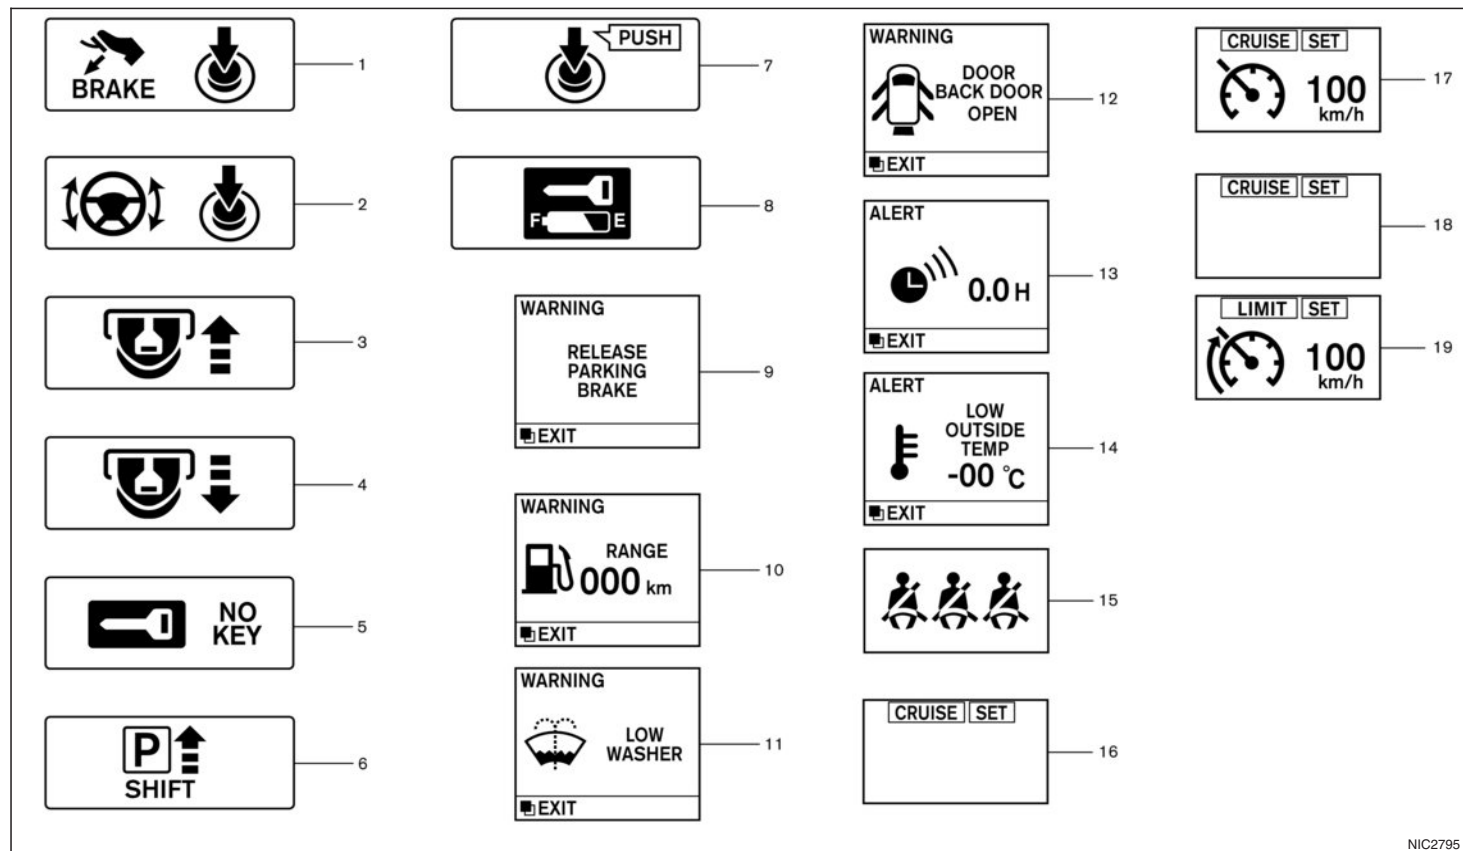 BRAKE
1
2
3
4
NO
KEY
5
P
SHIFT
6
PUSH
7
F E
8
WARNING
RELEASE
PARKING
BRAKE
EXIT
9
WARNING
RANGE
000 km
EXIT
10
WARNING
LOW
WASHER
EXIT
11
WARNING
DOOR
BACK DOOR
OPEN
EXIT
12
ALERT
0.0 H
EXIT
13
ALERT
LOW
OUTSIDE
TEMP
-00 °C
EXIT
14
15
CRUISE SET
16
CRUISE SET
100
km/h
17
CRUISE SET
18
LIMIT SET
100
km/h
19
NIC2795